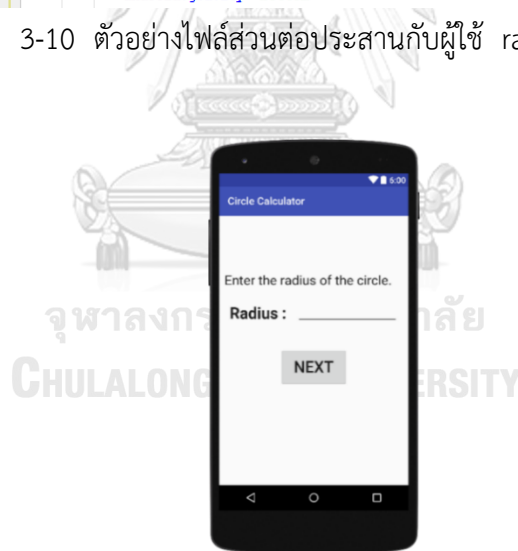 3-10 ตัวอย่างไฟล์ส่วนต่อประสานกับผู้ใช้
6:00
Circle Calculator
Enter the radius of the circle.
Radius :
NEXT
จุฬาลงกร
ลัย
CHULALONG
ERSITY